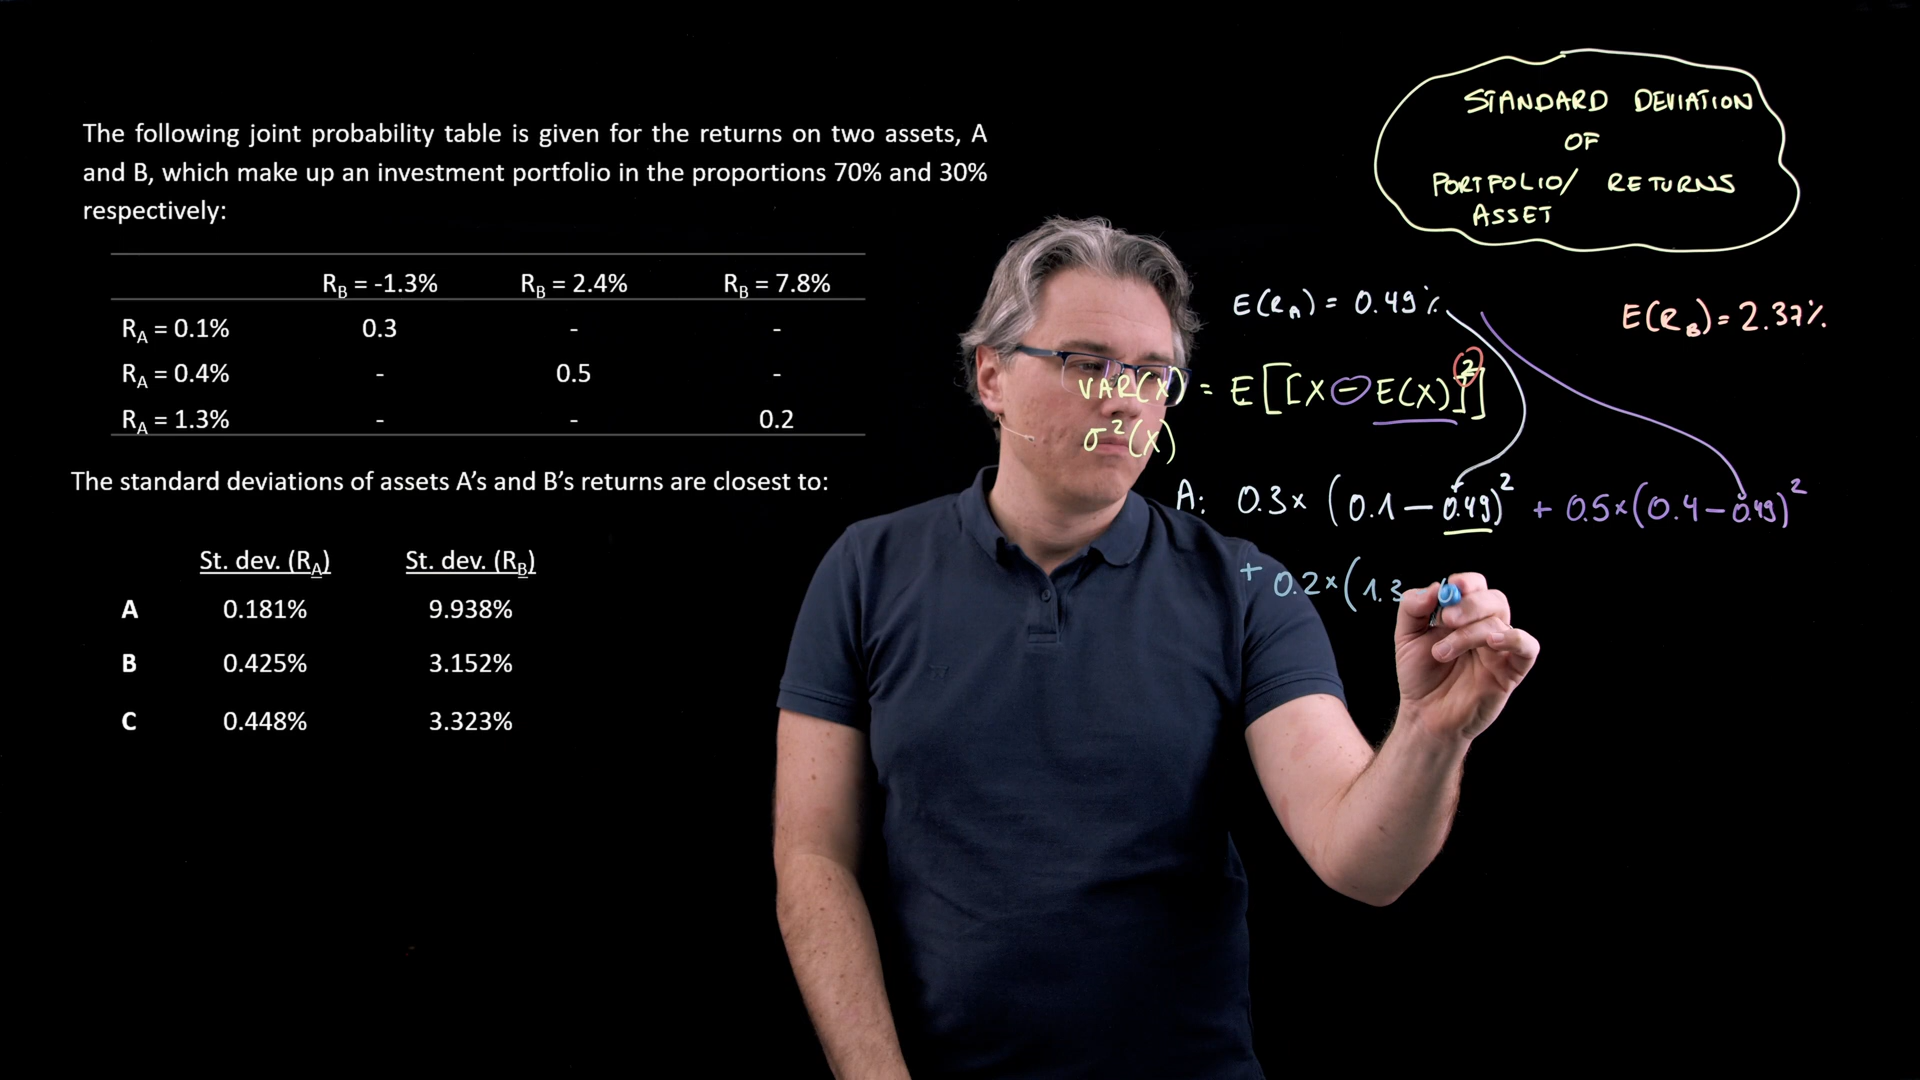 The following joint probability table is given for the returns on two assets, A
and B, which make up an investment portfolio in the proportions 70% and 30%
respectively:
R_B = -1.3% R_B = 2.4% R_B = 7.8%
R_A = 0.1% 0.3 - -
R_A = 0.4% - 0.5 -
R_A = 1.3% - - 0.2
The standard deviations of assets A’s and B’s returns are closest to:
St. dev. (R_A) St. dev. (R_B)
A 0.181% 9.938%
B 0.425% 3.152%
C 0.448% 3.323%
STANDARD DEVIATION
OF
PORTFOLIO/ RETURNS
ASSET
E(R_A) = 0.49% E(R_B) = 2.37%
VAR(X) = E[[X - E(X)]²]
σ²(X)
A: 0.3 × (0.1 - 0.49)² + 0.5 × (0.4 - 0.49)²
+ 0.2 × (1.3 -